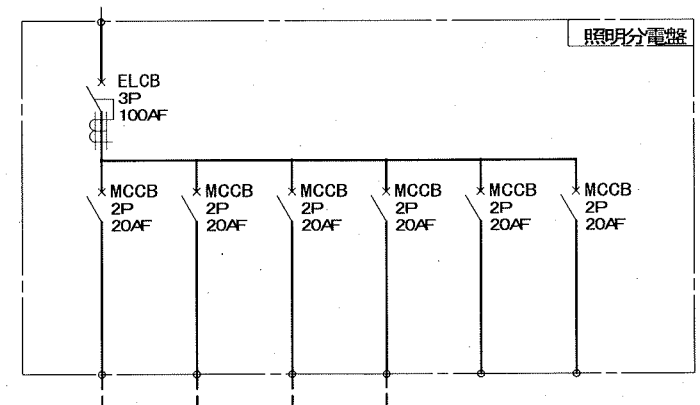 照明分電盤
ELCB
3P
100AF
MCCB
2P
20AF
MCCB
2P
20AF
MCCB
2P
20AF
MCCB
2P
20AF
MCCB
2P
20AF
MCCB
2P
20AF